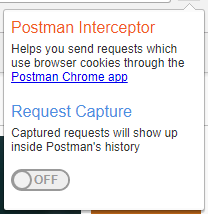 Postman Interceptor
Helps you send requests which
use browser cookies through the
Postman Chrome app
Request Capture
Captured requests will show up
inside Postman's history
OFF